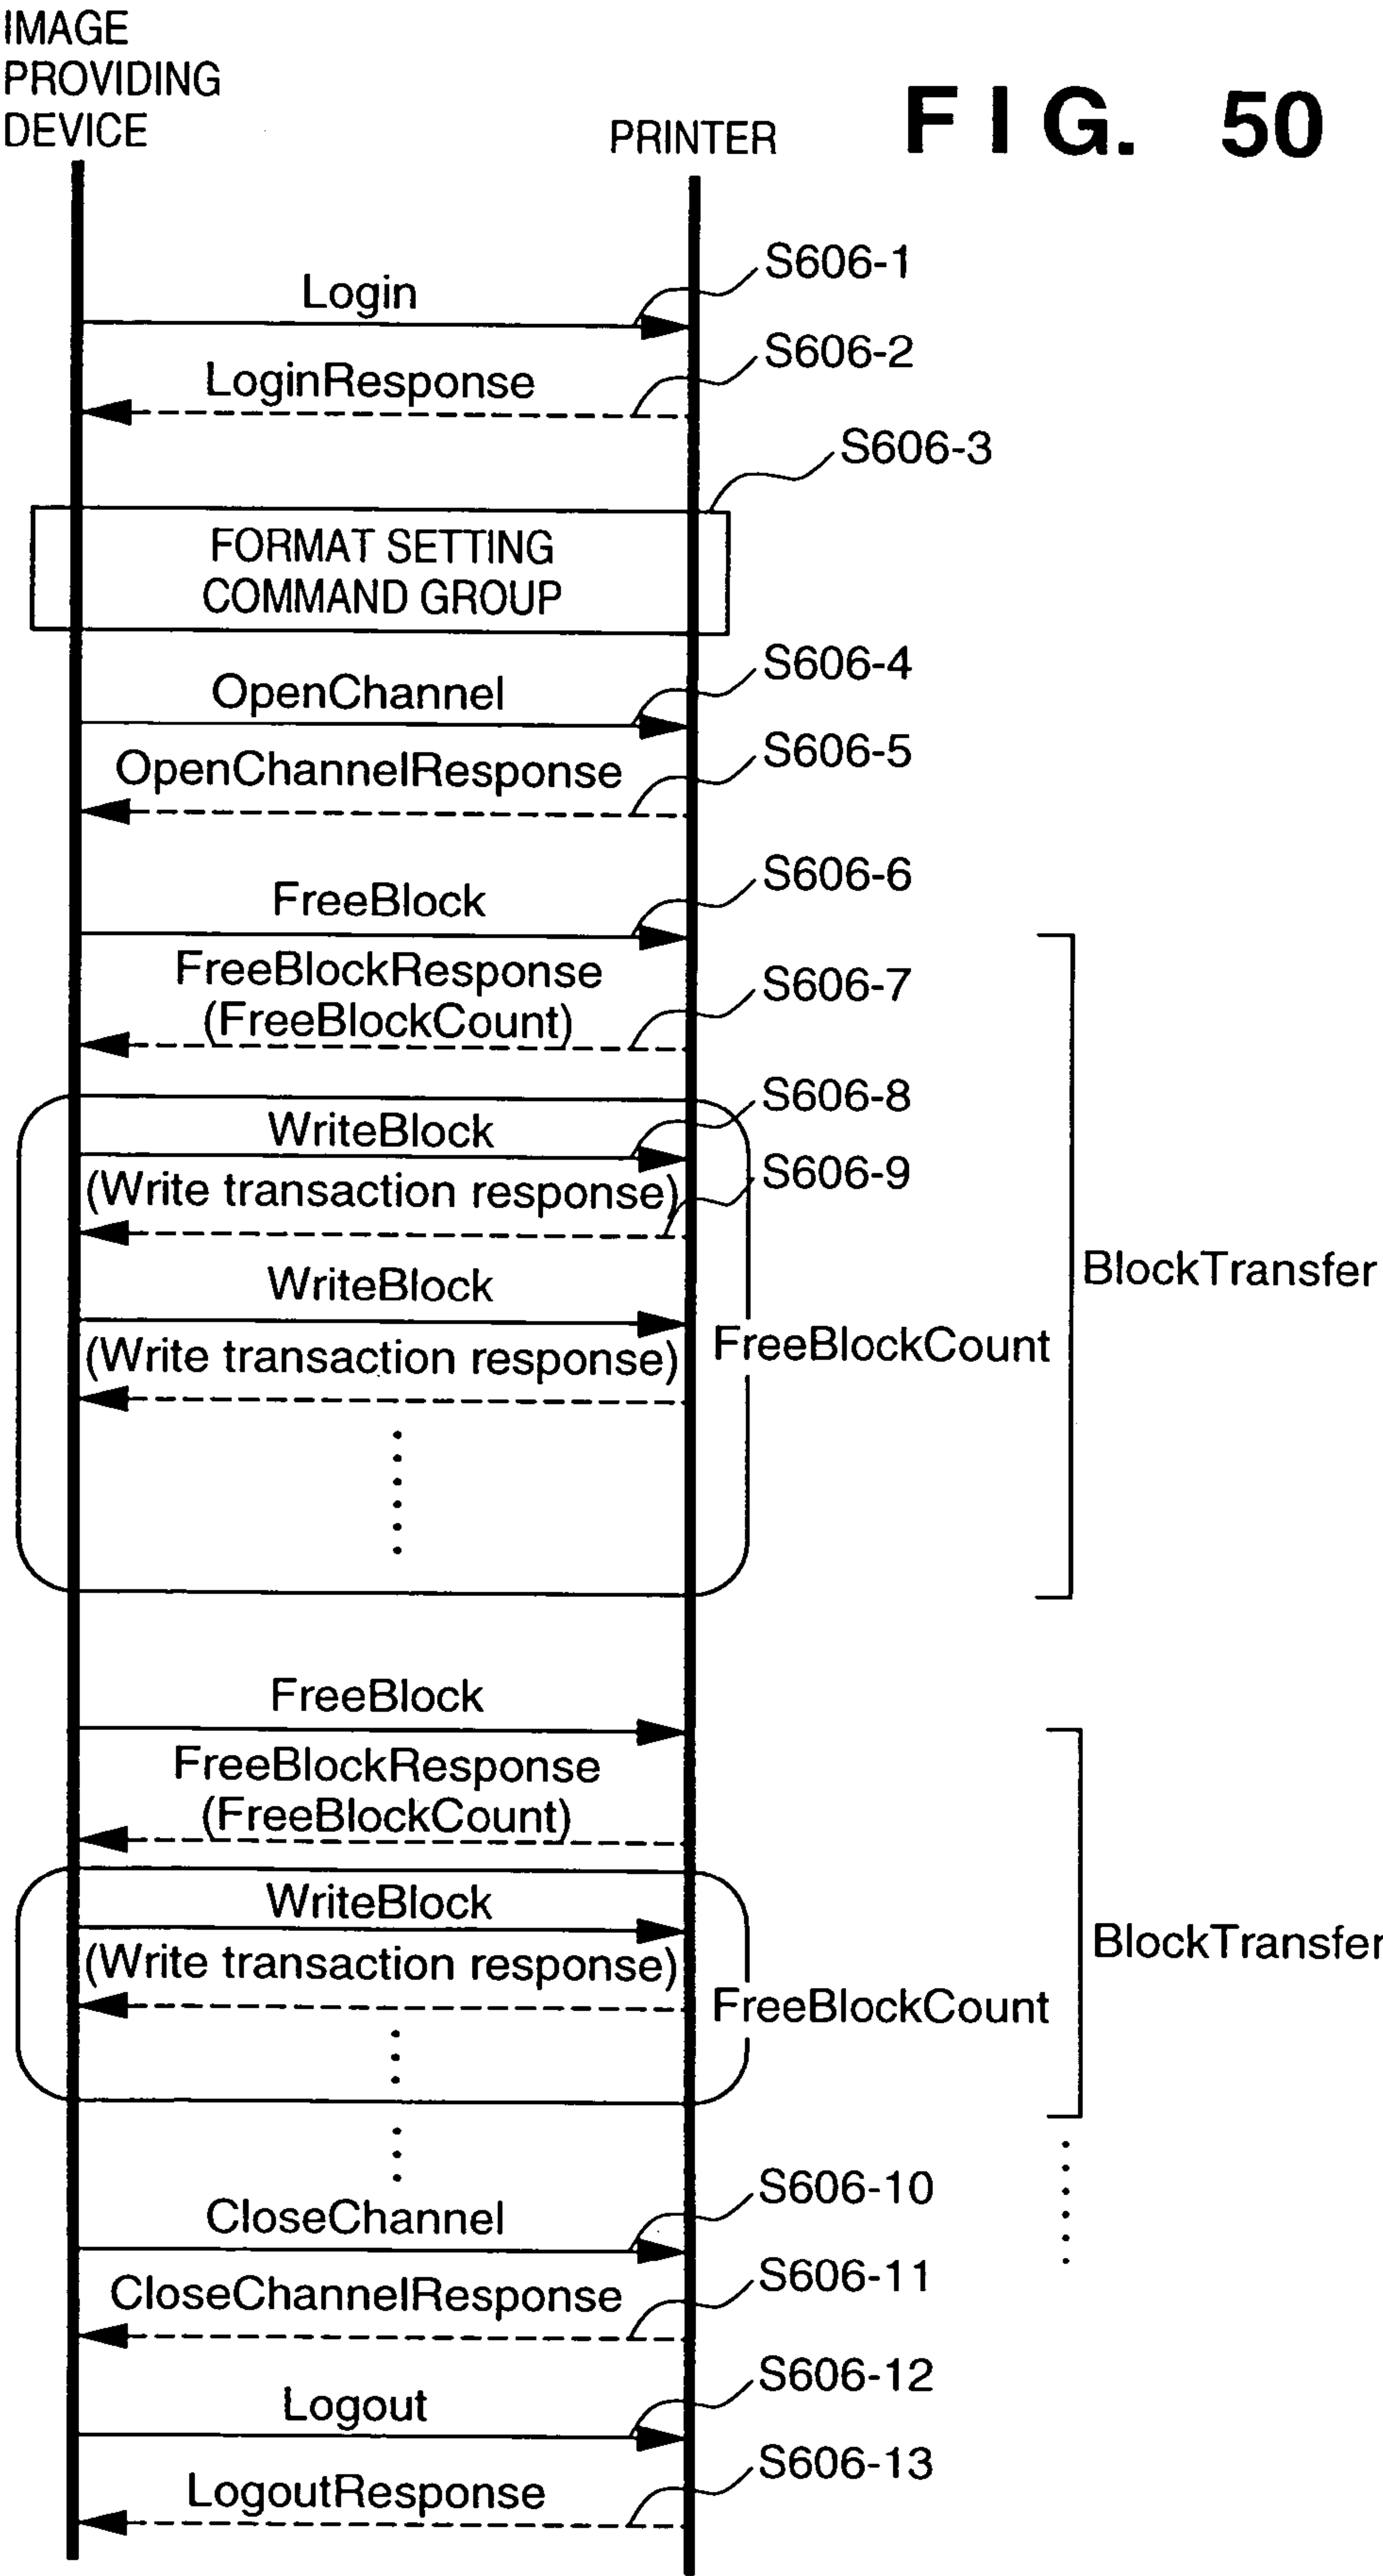 IMAGE
PROVIDING
DEVICE
PRINTER
FIG. 50
S606-1
Login
S606-2
LoginResponse
S606-3
FORMAT SETTING
COMMAND GROUP
S606-4
OpenChannel
S606-5
OpenChannelResponse
S606-6
FreeBlock
FreeBlockResponse
S606-7
(FreeBlockCount)
S606-8
WriteBlock
S606-9
(Write transaction response)
BlockTransfer
WriteBlock
FreeBlockCount
(Write transaction response)
FreeBlock
FreeBlockResponse
(FreeBlockCount)
WriteBlock
BlockTransfer
(Write transaction response)
FreeBlockCount
S606-10
CloseChannel
S606-11
CloseChannelResponse
S606-12
Logout
S606-13
LogoutResponse